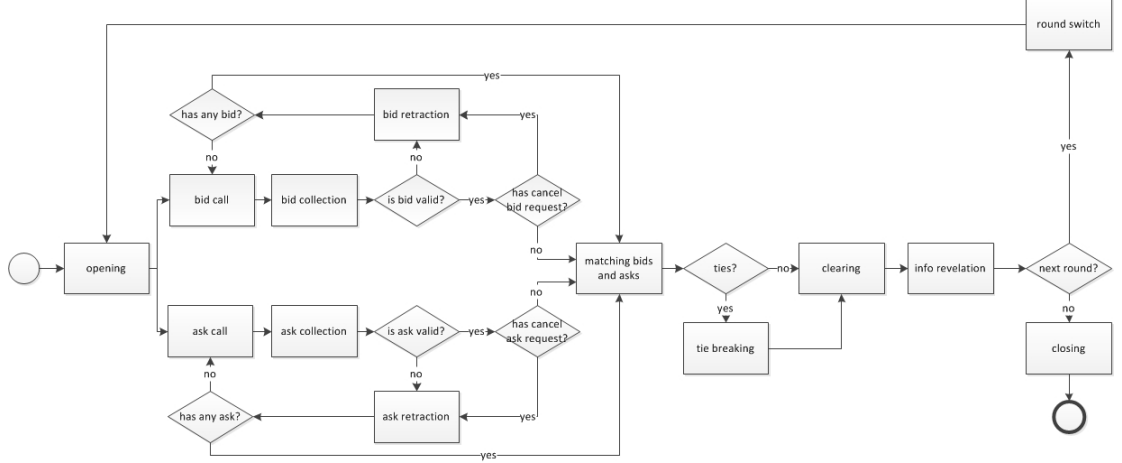 round switch
yes
has any bid?
bid retraction
yes
no
no
yes
bid call
bid collection
is bid valid?
yes
has cancel
bid request?
no
opening
matching bids
and asks
ties?
no
clearing
info revelation
next round?
no
yes
no
ask call
ask collection
is ask valid?
yes
has cancel
ask request?
tie breaking
closing
no
no
has any ask?
ask retraction
yes
yes